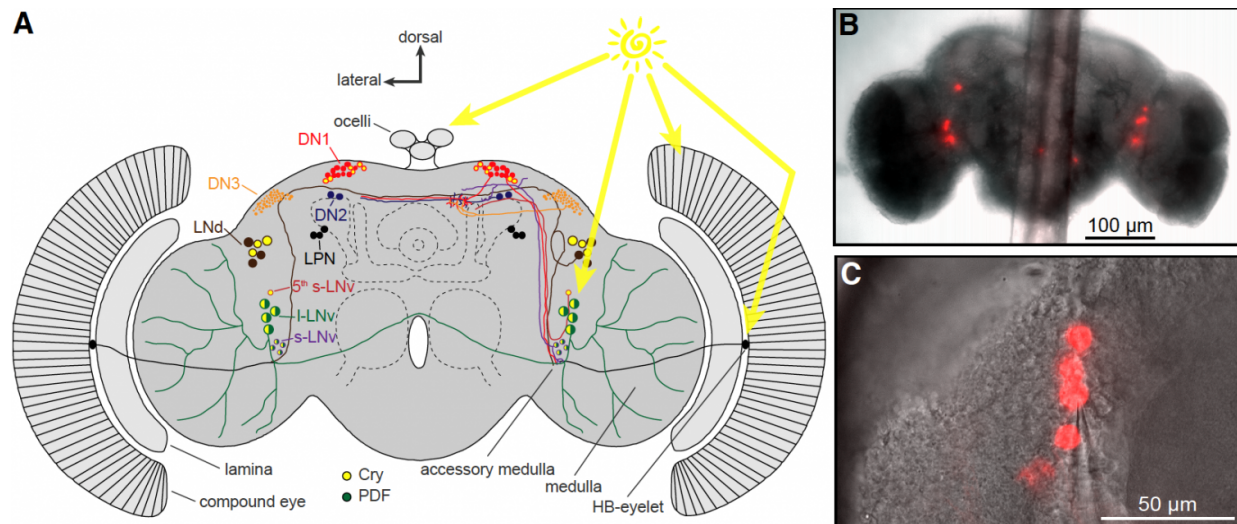 A
dorsal
lateral
ocelli
DN1
DN3
DN2
LNd
LPN
5th s-LNv
l-LNv
s-LNv
lamina
compound eye
Cry
PDF
accessory medulla
medulla
HB-eyelet
B
100 µm
C
50 µm